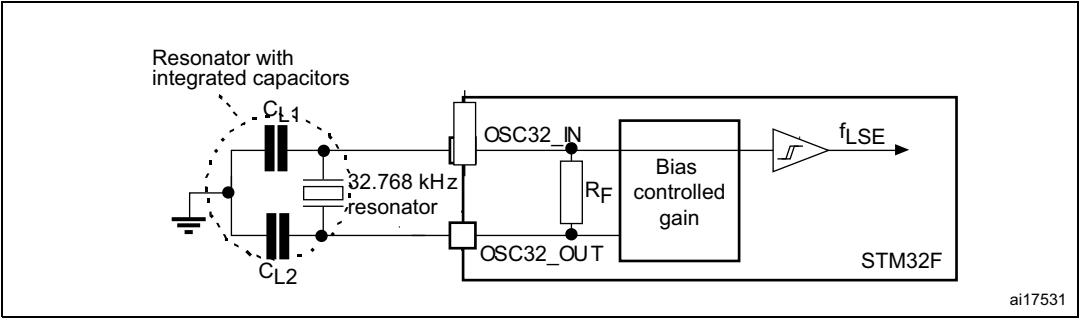 Resonator with
integrated capacitors
CL1
OSC32_IN
fLSE
32.768 kHz
resonator
RF
Bias
controlled
gain
CL2
OSC32_OUT
STM32F
ai17531